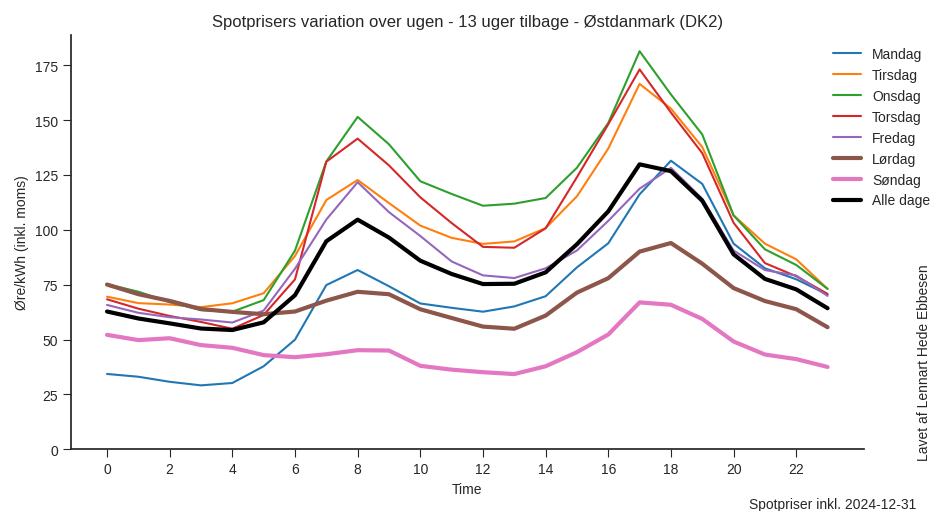 Spotprisers variation over ugen - 13 uger tilbage - Østdanmark (DK2)
Øre/kWh (inkl. moms)
175
150
125
100
75
50
25
0
0 2 4 6 8 10 12 14 16 18 20 22
Time
Mandag
Tirsdag
Onsdag
Torsdag
Fredag
Lørdag
Søndag
Alle dage
Lavet af Lennart Hede Ebbesen
Spotpriser inkl. 2024-12-31